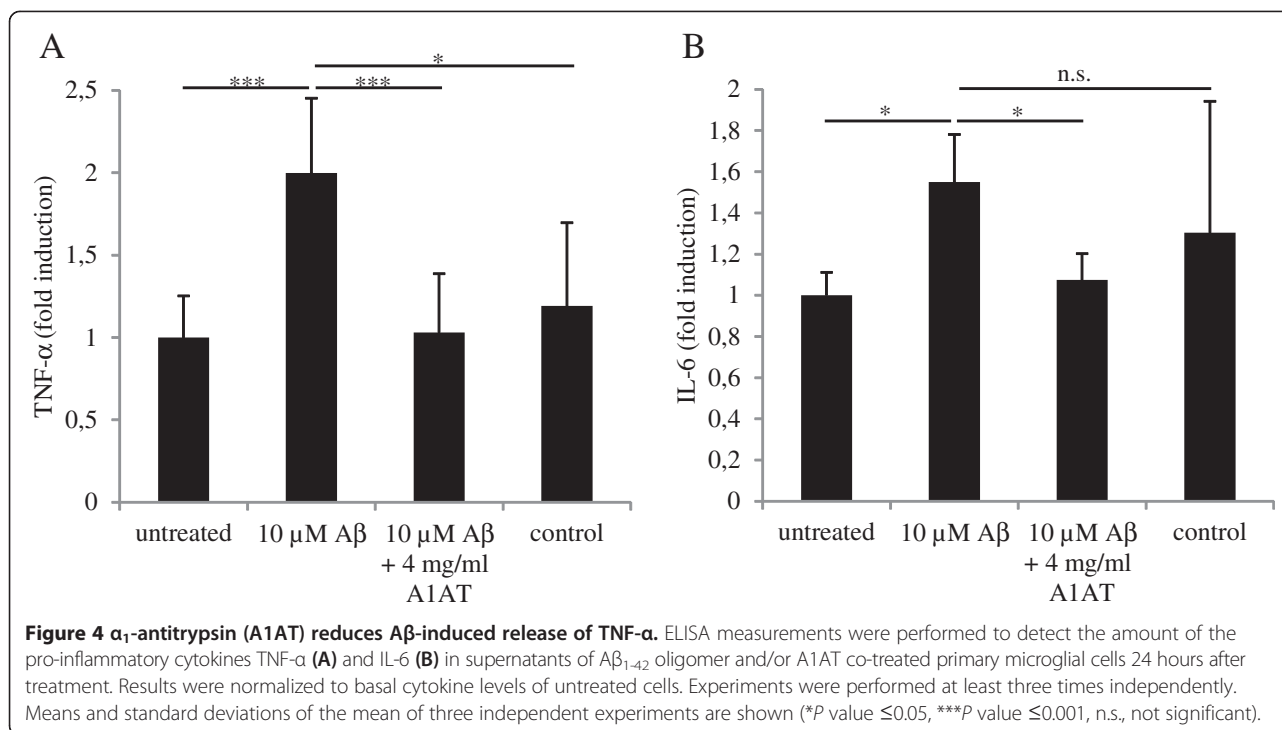 A
B
*
***
***
n.s.
*
*
2,5
2
1,5
1
0,5
0
TNF-α (fold induction)
untreated
10 µM Aβ
10 µM Aβ
+ 4 mg/ml
A1AT
control
2
1,8
1,6
1,4
1,2
1
0,8
0,6
0,4
0,2
0
IL-6 (fold induction)
untreated
10 µM Aβ
10 µM Aβ
+ 4 mg/ml
A1AT
control
Figure 4 α₁-antitrypsin (A1AT) reduces Aβ-induced release of TNF-α. ELISA measurements were performed to detect the amount of the
pro-inflammatory cytokines TNF-α (A) and IL-6 (B) in supernatants of Aβ₁₋₄₂ oligomer and/or A1AT co-treated primary microglial cells 24 hours after
treatment. Results were normalized to basal cytokine levels of untreated cells. Experiments were performed at least three times independently.
Means and standard deviations of the mean of three independent experiments are shown (*P value ≤0.05, ***P value ≤0.001, n.s., not significant).